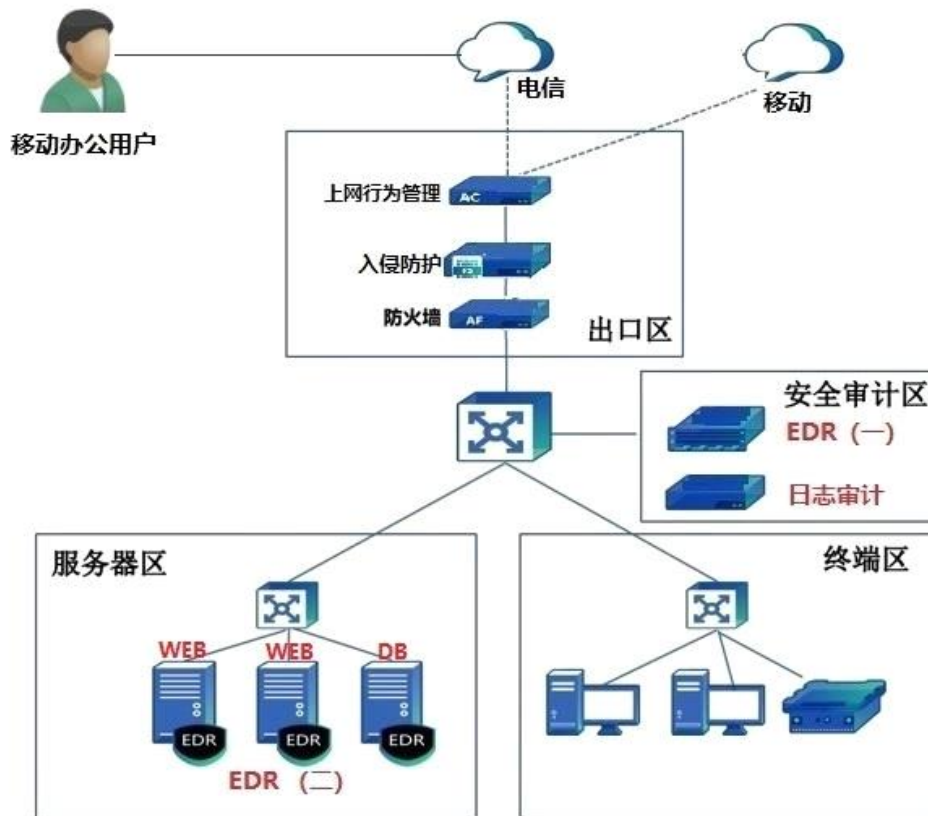 电信
移动
移动办公用户
上网行为管理
AC
入侵防护
防火墙
AF
出口区
安全审计区
EDR（一）
日志审计
服务器区
终端区
WEB
WEB
DB
EDR
EDR
EDR
EDR （二）